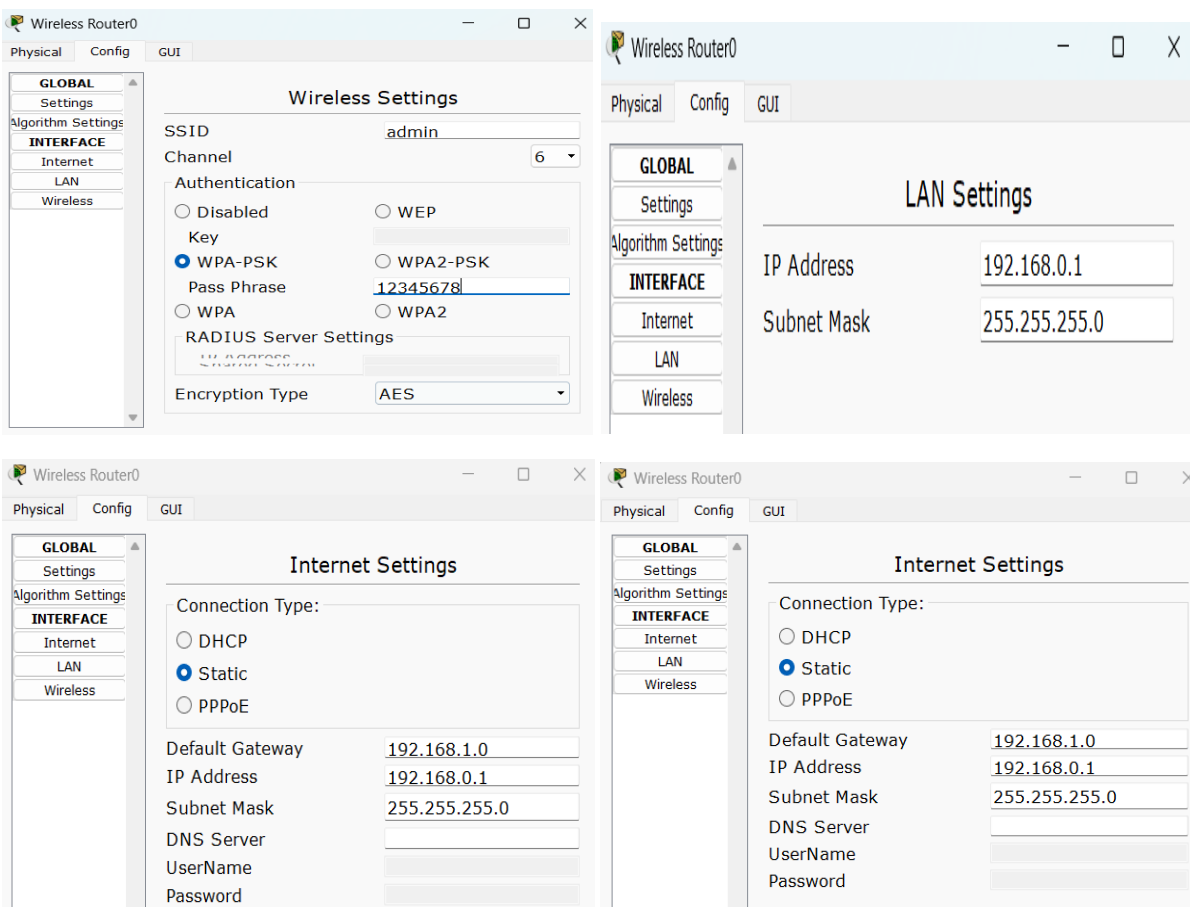 Wireless Router0
Physical Config GUI
GLOBAL
Settings
Algorithm Settings
INTERFACE
Internet
LAN
Wireless
Wireless Settings
SSID admin
Channel 6
Authentication
Disabled WEP
Key
WPA-PSK WPA2-PSK
Pass Phrase 12345678
WPA WPA2
RADIUS Server Settings
Encryption Type AES
Wireless Router0
Physical Config GUI
GLOBAL
Settings
Algorithm Settings
INTERFACE
Internet
LAN
Wireless
LAN Settings
IP Address 192.168.0.1
Subnet Mask 255.255.255.0
Wireless Router0
Physical Config GUI
GLOBAL
Settings
Algorithm Settings
INTERFACE
Internet
LAN
Wireless
Internet Settings
Connection Type:
DHCP
Static
PPPoE
Default Gateway 192.168.1.0
IP Address 192.168.0.1
Subnet Mask 255.255.255.0
DNS Server
UserName
Password
Wireless Router0
Physical Config GUI
GLOBAL
Settings
Algorithm Settings
INTERFACE
Internet
LAN
Wireless
Internet Settings
Connection Type:
DHCP
Static
PPPoE
Default Gateway 192.168.1.0
IP Address 192.168.0.1
Subnet Mask 255.255.255.0
DNS Server
UserName
Password